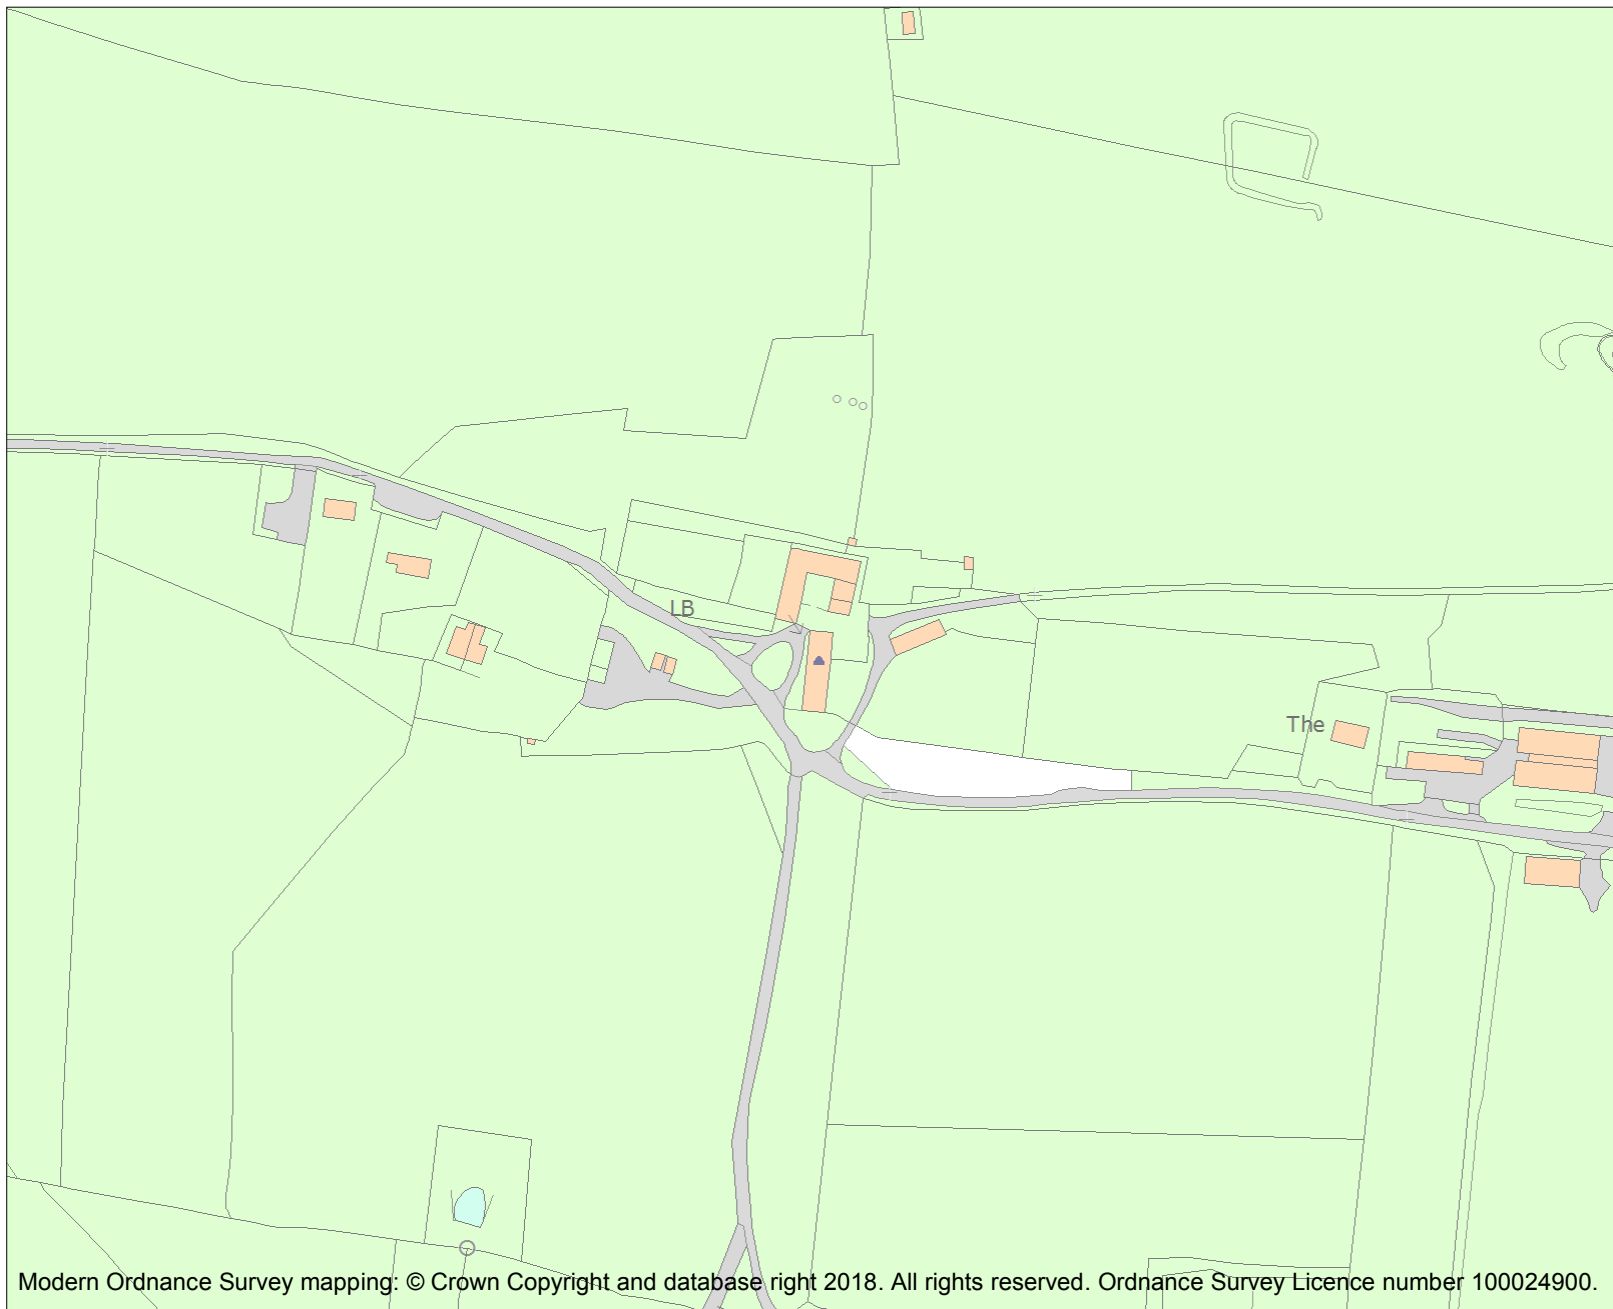 LB
The
Modern Ordnance Survey mapping: © Crown Copyright and database right 2018. All rights reserved. Ordnance Survey Licence number 100024900.